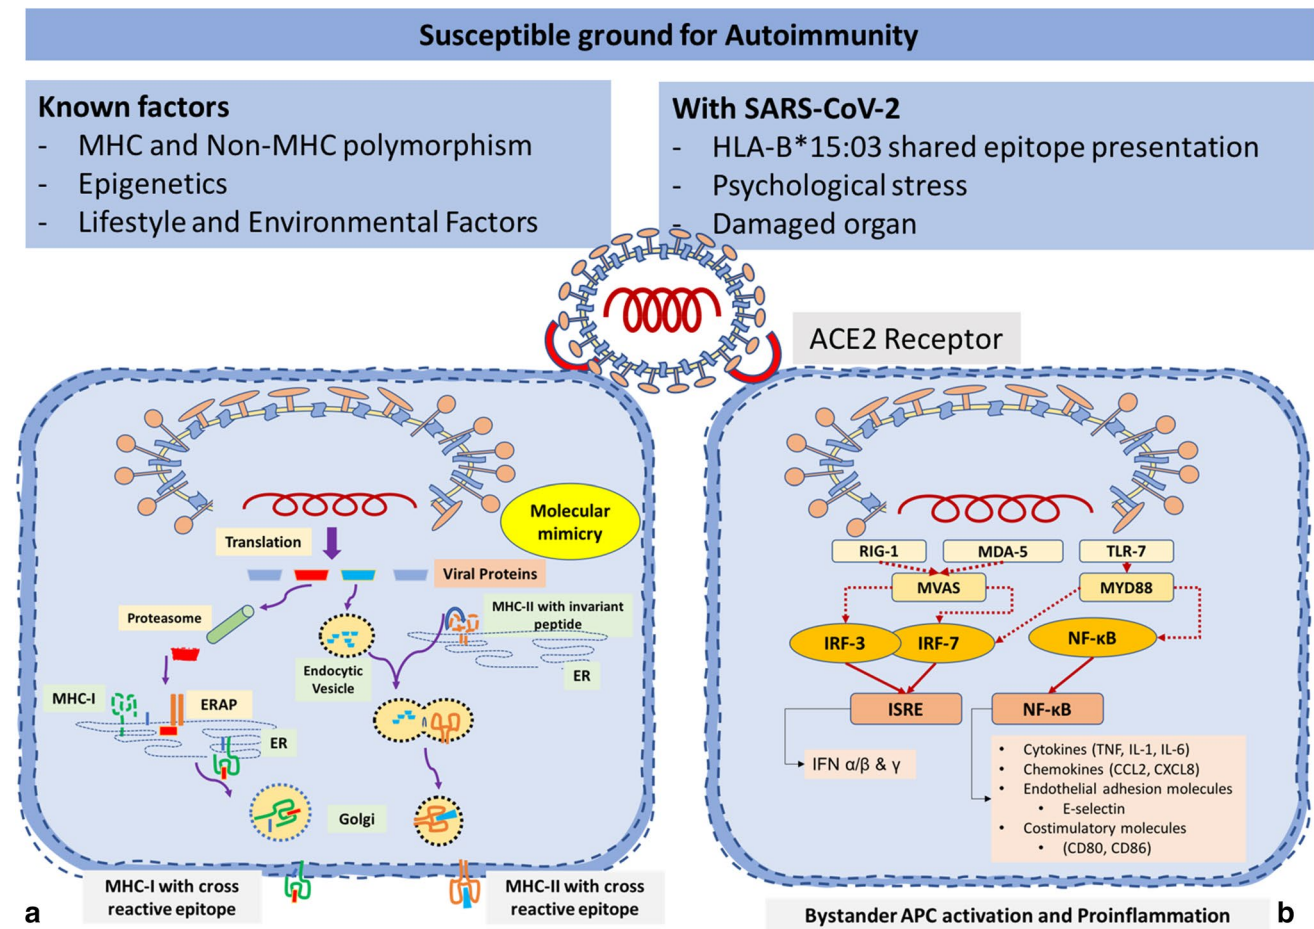 Susceptible ground for Autoimmunity
Known factors
- MHC and Non-MHC polymorphism
- Epigenetics
- Lifestyle and Environmental Factors
With SARS-CoV-2
- HLA-B*15:03 shared epitope presentation
- Psychological stress
- Damaged organ
ACE2 Receptor
Molecular
mimicry
Translation
Viral Proteins
Proteasome
MHC-II with invariant
peptide
Endocytic
Vesicle
ER
MHC-I
ERAP
ER
Golgi
MHC-I with cross
reactive epitope
MHC-II with cross
reactive epitope
a
RIG-1
MDA-5
TLR-7
MVAS
MYD88
IRF-3
IRF-7
NF-κB
ISRE
NF-κB
IFN α/β & γ
• Cytokines (TNF, IL-1, IL-6)
• Chemokines (CCL2, CXCL8)
• Endothelial adhesion molecules
• E-selectin
• Costimulatory molecules
• (CD80, CD86)
Bystander APC activation and Proinflammation
b